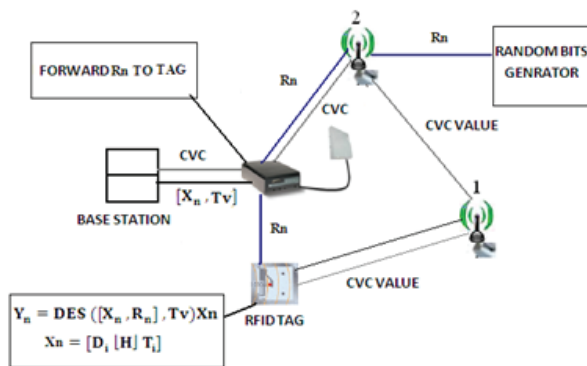 2
FORWARD Rn TO TAG
Rn
RANDOM BITS
GENRATOR
Rn
CVC
CVC VALUE
CVC
[Xn , Tv]
BASE STATION
1
Rn
CVC VALUE
RFID TAG
Yn = DES ([Xn , Rn] , Tv)Xn
Xn = [Di ⌊H⌋ Ti]